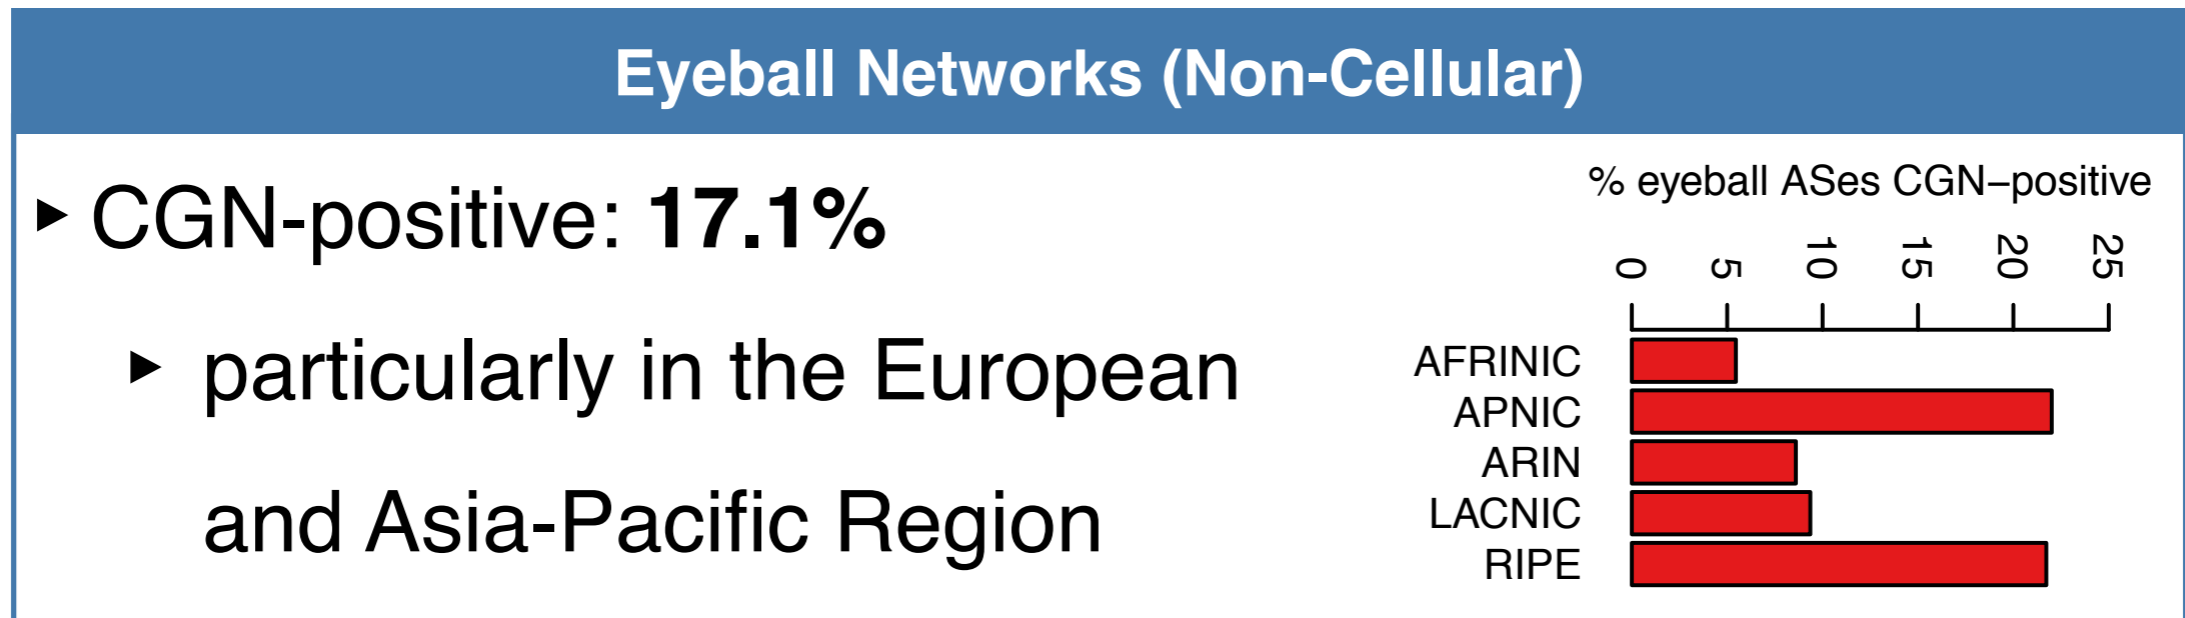 Eyeball Networks (Non-Cellular)
▸ CGN-positive: 17.1%
▸ particularly in the European
and Asia-Pacific Region
% eyeball ASes CGN–positive
0 5 10 15 20 25
AFRINIC
APNIC
ARIN
LACNIC
RIPE